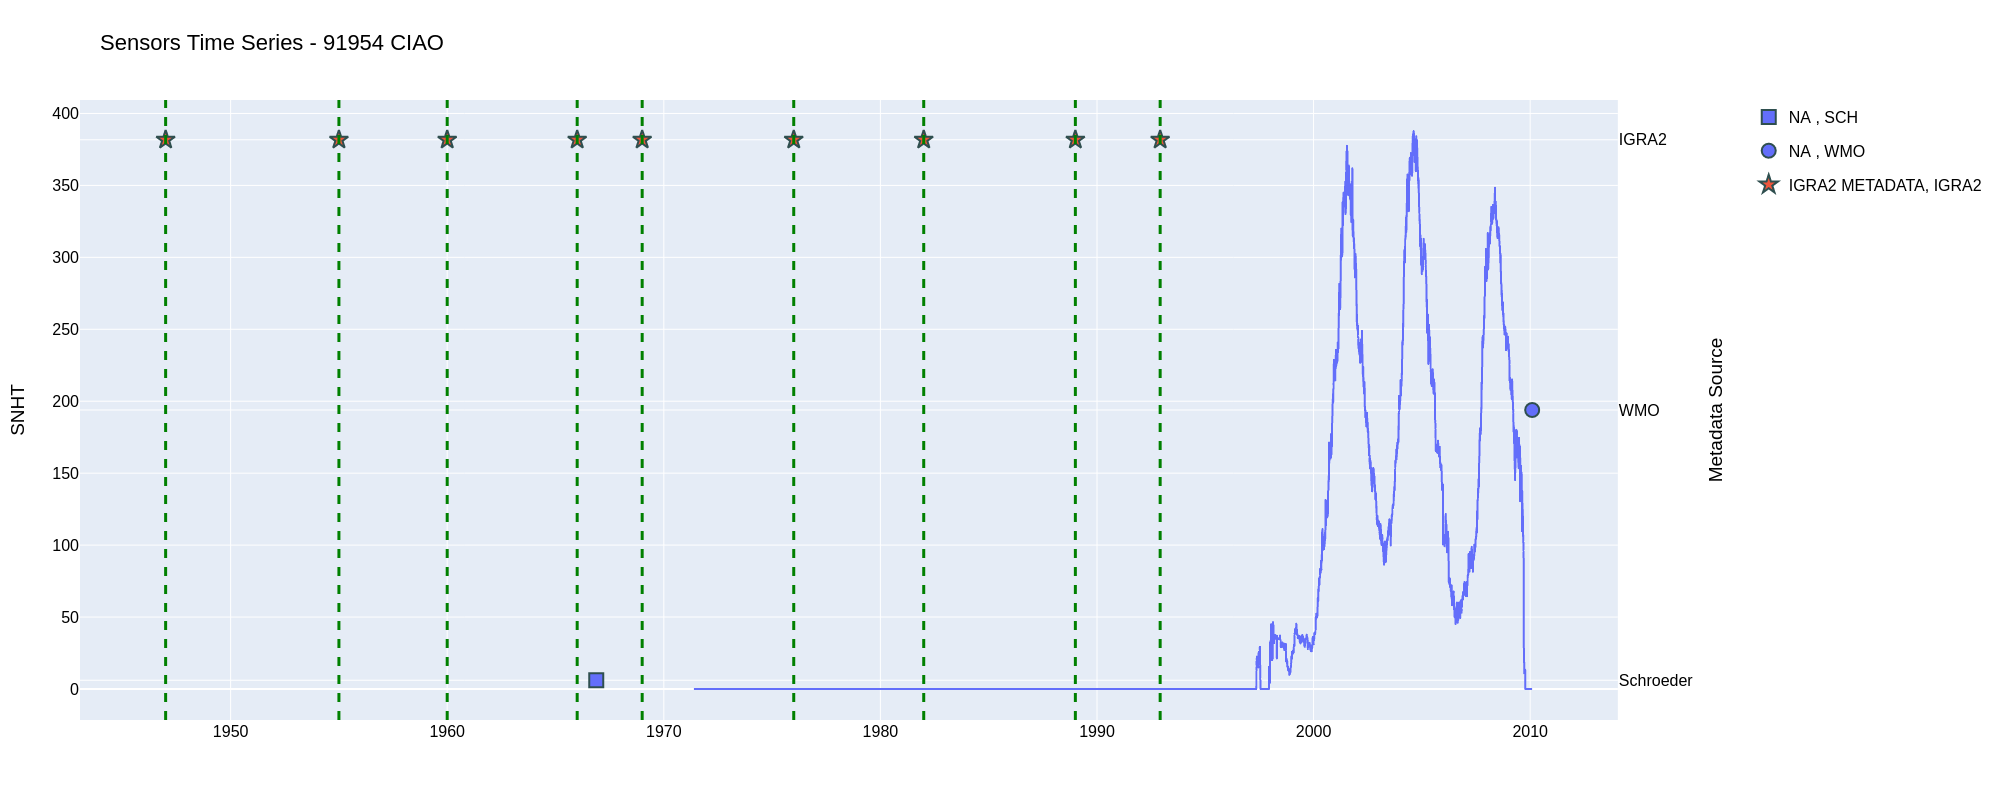 Sensors Time Series - 91954 CIAO
400
350
300
250
200
150
100
50
0
SNHT
1950
1960
1970
1980
1990
2000
2010
IGRA2
WMO
Schroeder
Metadata Source
NA , SCH
NA , WMO
IGRA2 METADATA, IGRA2